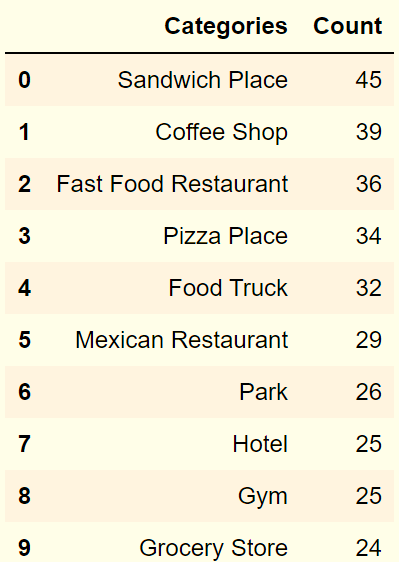 Categories Count
0 Sandwich Place 45
1 Coffee Shop 39
2 Fast Food Restaurant 36
3 Pizza Place 34
4 Food Truck 32
5 Mexican Restaurant 29
6 Park 26
7 Hotel 25
8 Gym 25
9 Grocery Store 24